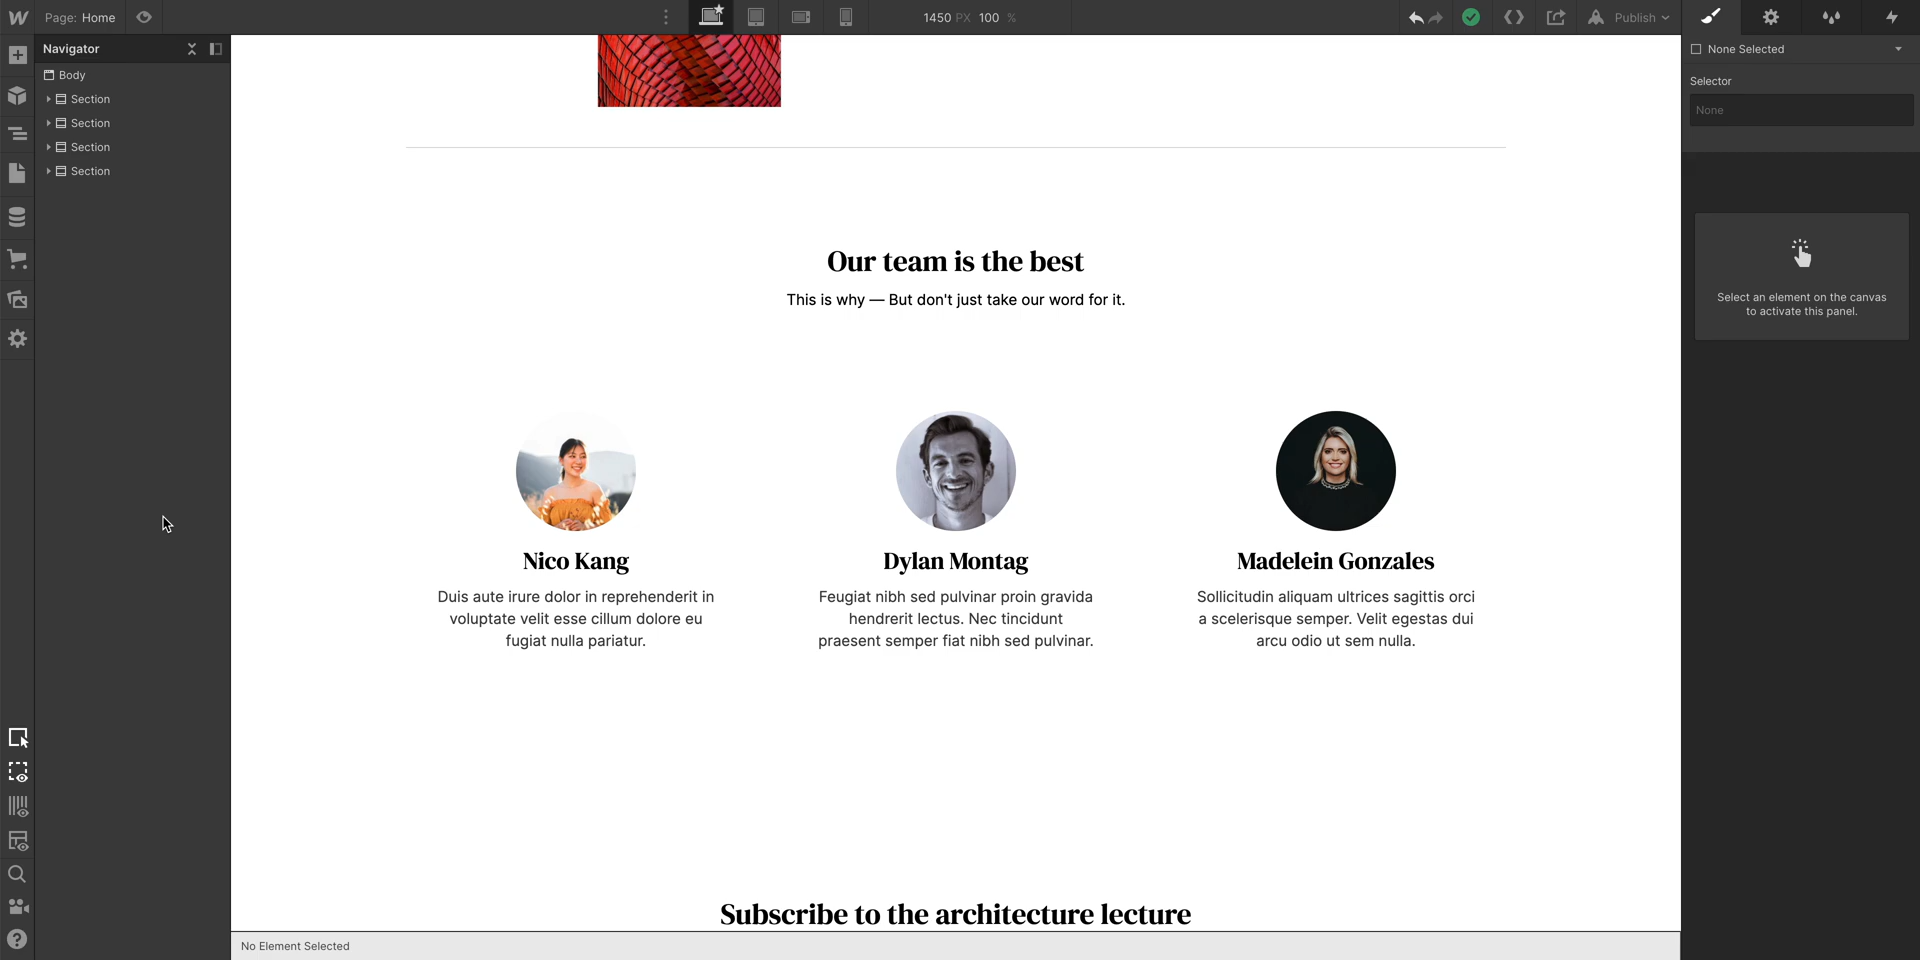 Page: Home
1450 PX 100 %
Publish
Navigator
Body
Section
Section
Section
Section
None Selected
Selector
None
Select an element on the canvas
to activate this panel.
Our team is the best
This is why — But don't just take our word for it.
Nico Kang
Duis aute irure dolor in reprehenderit in
voluptate velit esse cillum dolore eu
fugiat nulla pariatur.
Dylan Montag
Feugiat nibh sed pulvinar proin gravida
hendrerit lectus. Nec tincidunt
praesent semper fiat nibh sed pulvinar.
Madelein Gonzales
Sollicitudin aliquam ultrices sagittis orci
a scelerisque semper. Velit egestas dui
arcu odio ut sem nulla.
Subscribe to the architecture lecture
No Element Selected